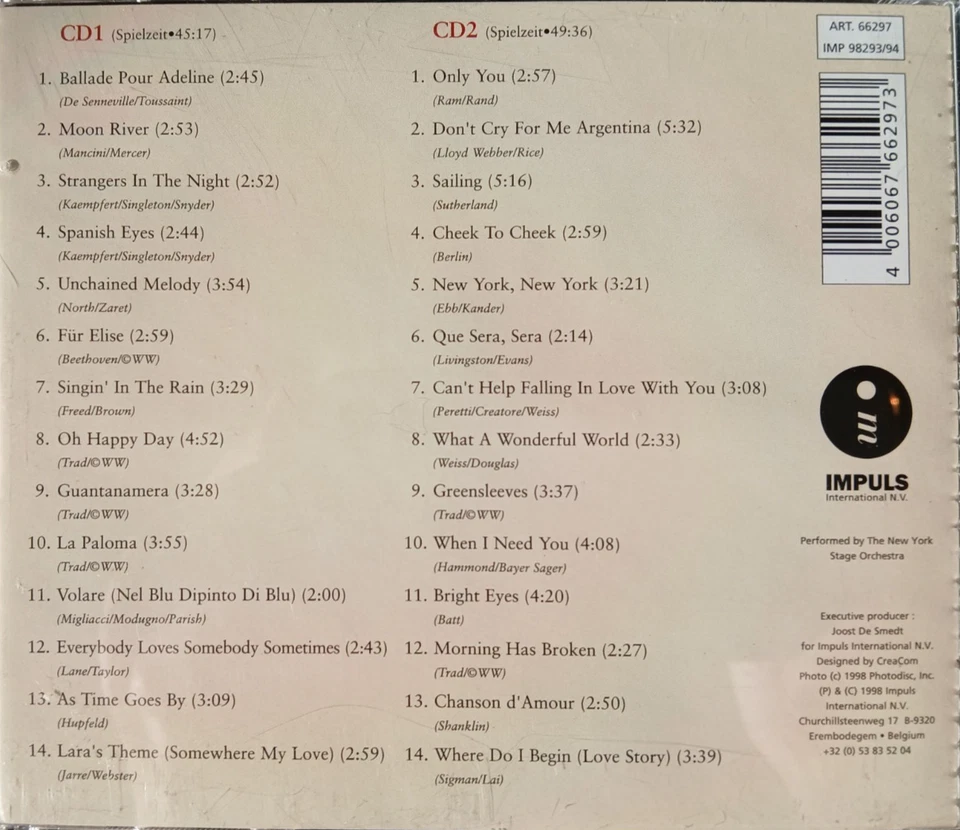 CD1 (Spielzeit•45:17)
1. Ballade Pour Adeline (2:45)
(De Senneville/Toussaint)
2. Moon River (2:53)
(Mancini/Mercer)
3. Strangers In The Night (2:52)
(Kaempfert/Singleton/Snyder)
4. Spanish Eyes (2:44)
(Kaempfert/Singleton/Snyder)
5. Unchained Melody (3:54)
(North/Zaret)
6. Für Elise (2:59)
(Beethoven/©WW)
7. Singin' In The Rain (3:29)
(Freed/Brown)
8. Oh Happy Day (4:52)
(Trad/©WW)
9. Guantanamera (3:28)
(Trad/©WW)
10. La Paloma (3:55)
(Trad/©WW)
11. Volare (Nel Blu Dipinto Di Blu) (2:00)
(Migliacci/Modugno/Parish)
12. Everybody Loves Somebody Sometimes (2:43)
(Lane/Taylor)
13. As Time Goes By (3:09)
(Hupfeld)
14. Lara's Theme (Somewhere My Love) (2:59)
(Jarre/Webster)
CD2 (Spielzeit•49:36)
1. Only You (2:57)
(Ram/Rand)
2. Don't Cry For Me Argentina (5:32)
(Lloyd Webber/Rice)
3. Sailing (5:16)
(Sutherland)
4. Cheek To Cheek (2:59)
(Berlin)
5. New York, New York (3:21)
(Ebb/Kander)
6. Que Sera, Sera (2:14)
(Livingston/Evans)
7. Can't Help Falling In Love With You (3:08)
(Peretti/Creatore/Weiss)
8. What A Wonderful World (2:33)
(Weiss/Douglas)
9. Greensleeves (3:37)
(Trad/©WW)
10. When I Need You (4:08)
(Hammond/Bayer Sager)
11. Bright Eyes (4:20)
(Batt)
12. Morning Has Broken (2:27)
(Trad/©WW)
13. Chanson d'Amour (2:50)
(Shanklin)
14. Where Do I Begin (Love Story) (3:39)
(Sigman/Lai)
ART. 66297
IMP 98293/94
4 006067 662973
IMPULS
International N.V.
Performed by The New York
Stage Orchestra
Executive producer :
Joost De Smedt
for Impuls International N.V.
Designed by CreaCom
Photo (c) 1998 Photodisc, Inc.
(P) & (C) 1998 Impuls
International N.V.
Churchillsteenweg 17 B-9320
Erembodegem • Belgium
+32 (0) 53 83 52 04